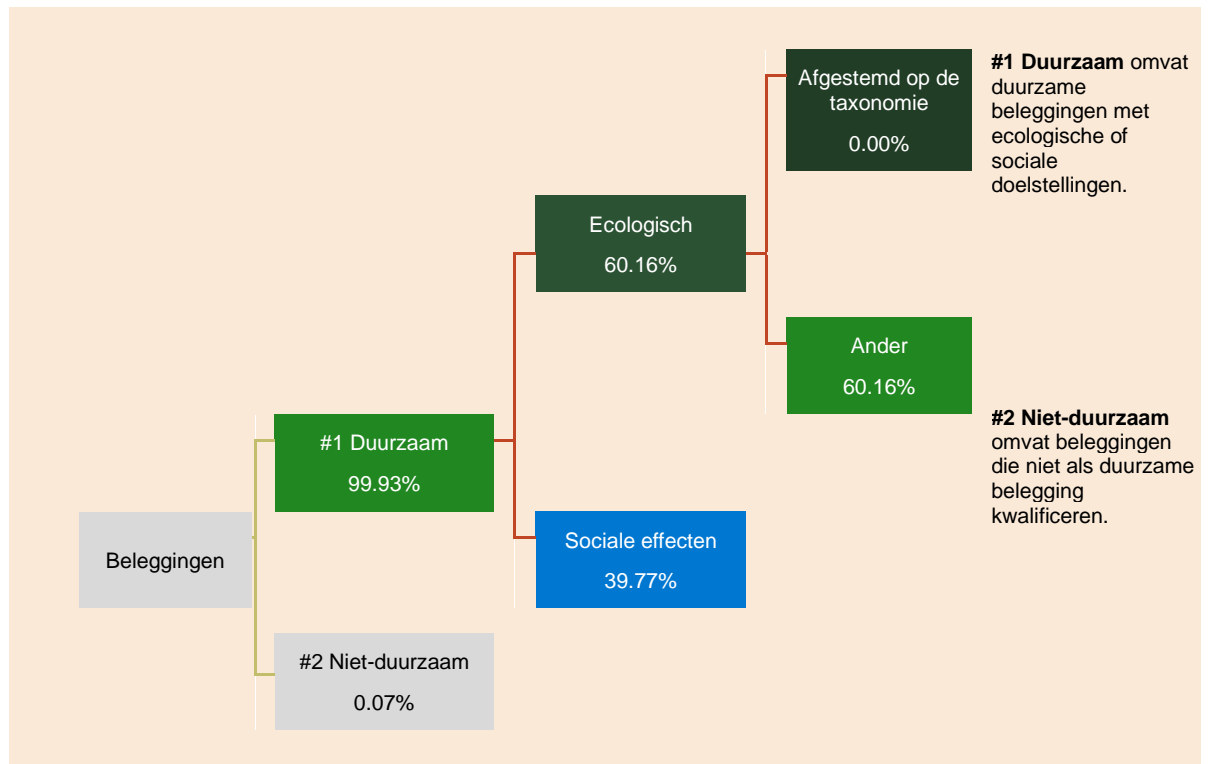 Afgestemd op de
taxonomie
0.00%
#1 Duurzaam omvat
duurzame
beleggingen met
ecologische of
sociale
doelstellingen.
Ecologisch
60.16%
Ander
60.16%
#1 Duurzaam
99.93%
#2 Niet-duurzaam
omvat beleggingen
die niet als duurzame
belegging
kwalificeren.
Beleggingen
Sociale effecten
39.77%
#2 Niet-duurzaam
0.07%